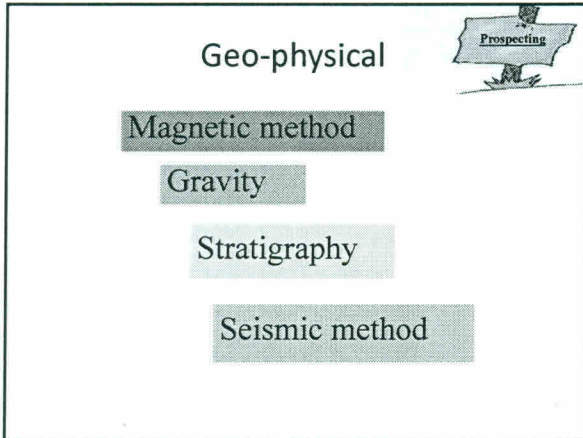 Prospecting
Geo-physical
Magnetic method
Gravity
Stratigraphy
Seismic method